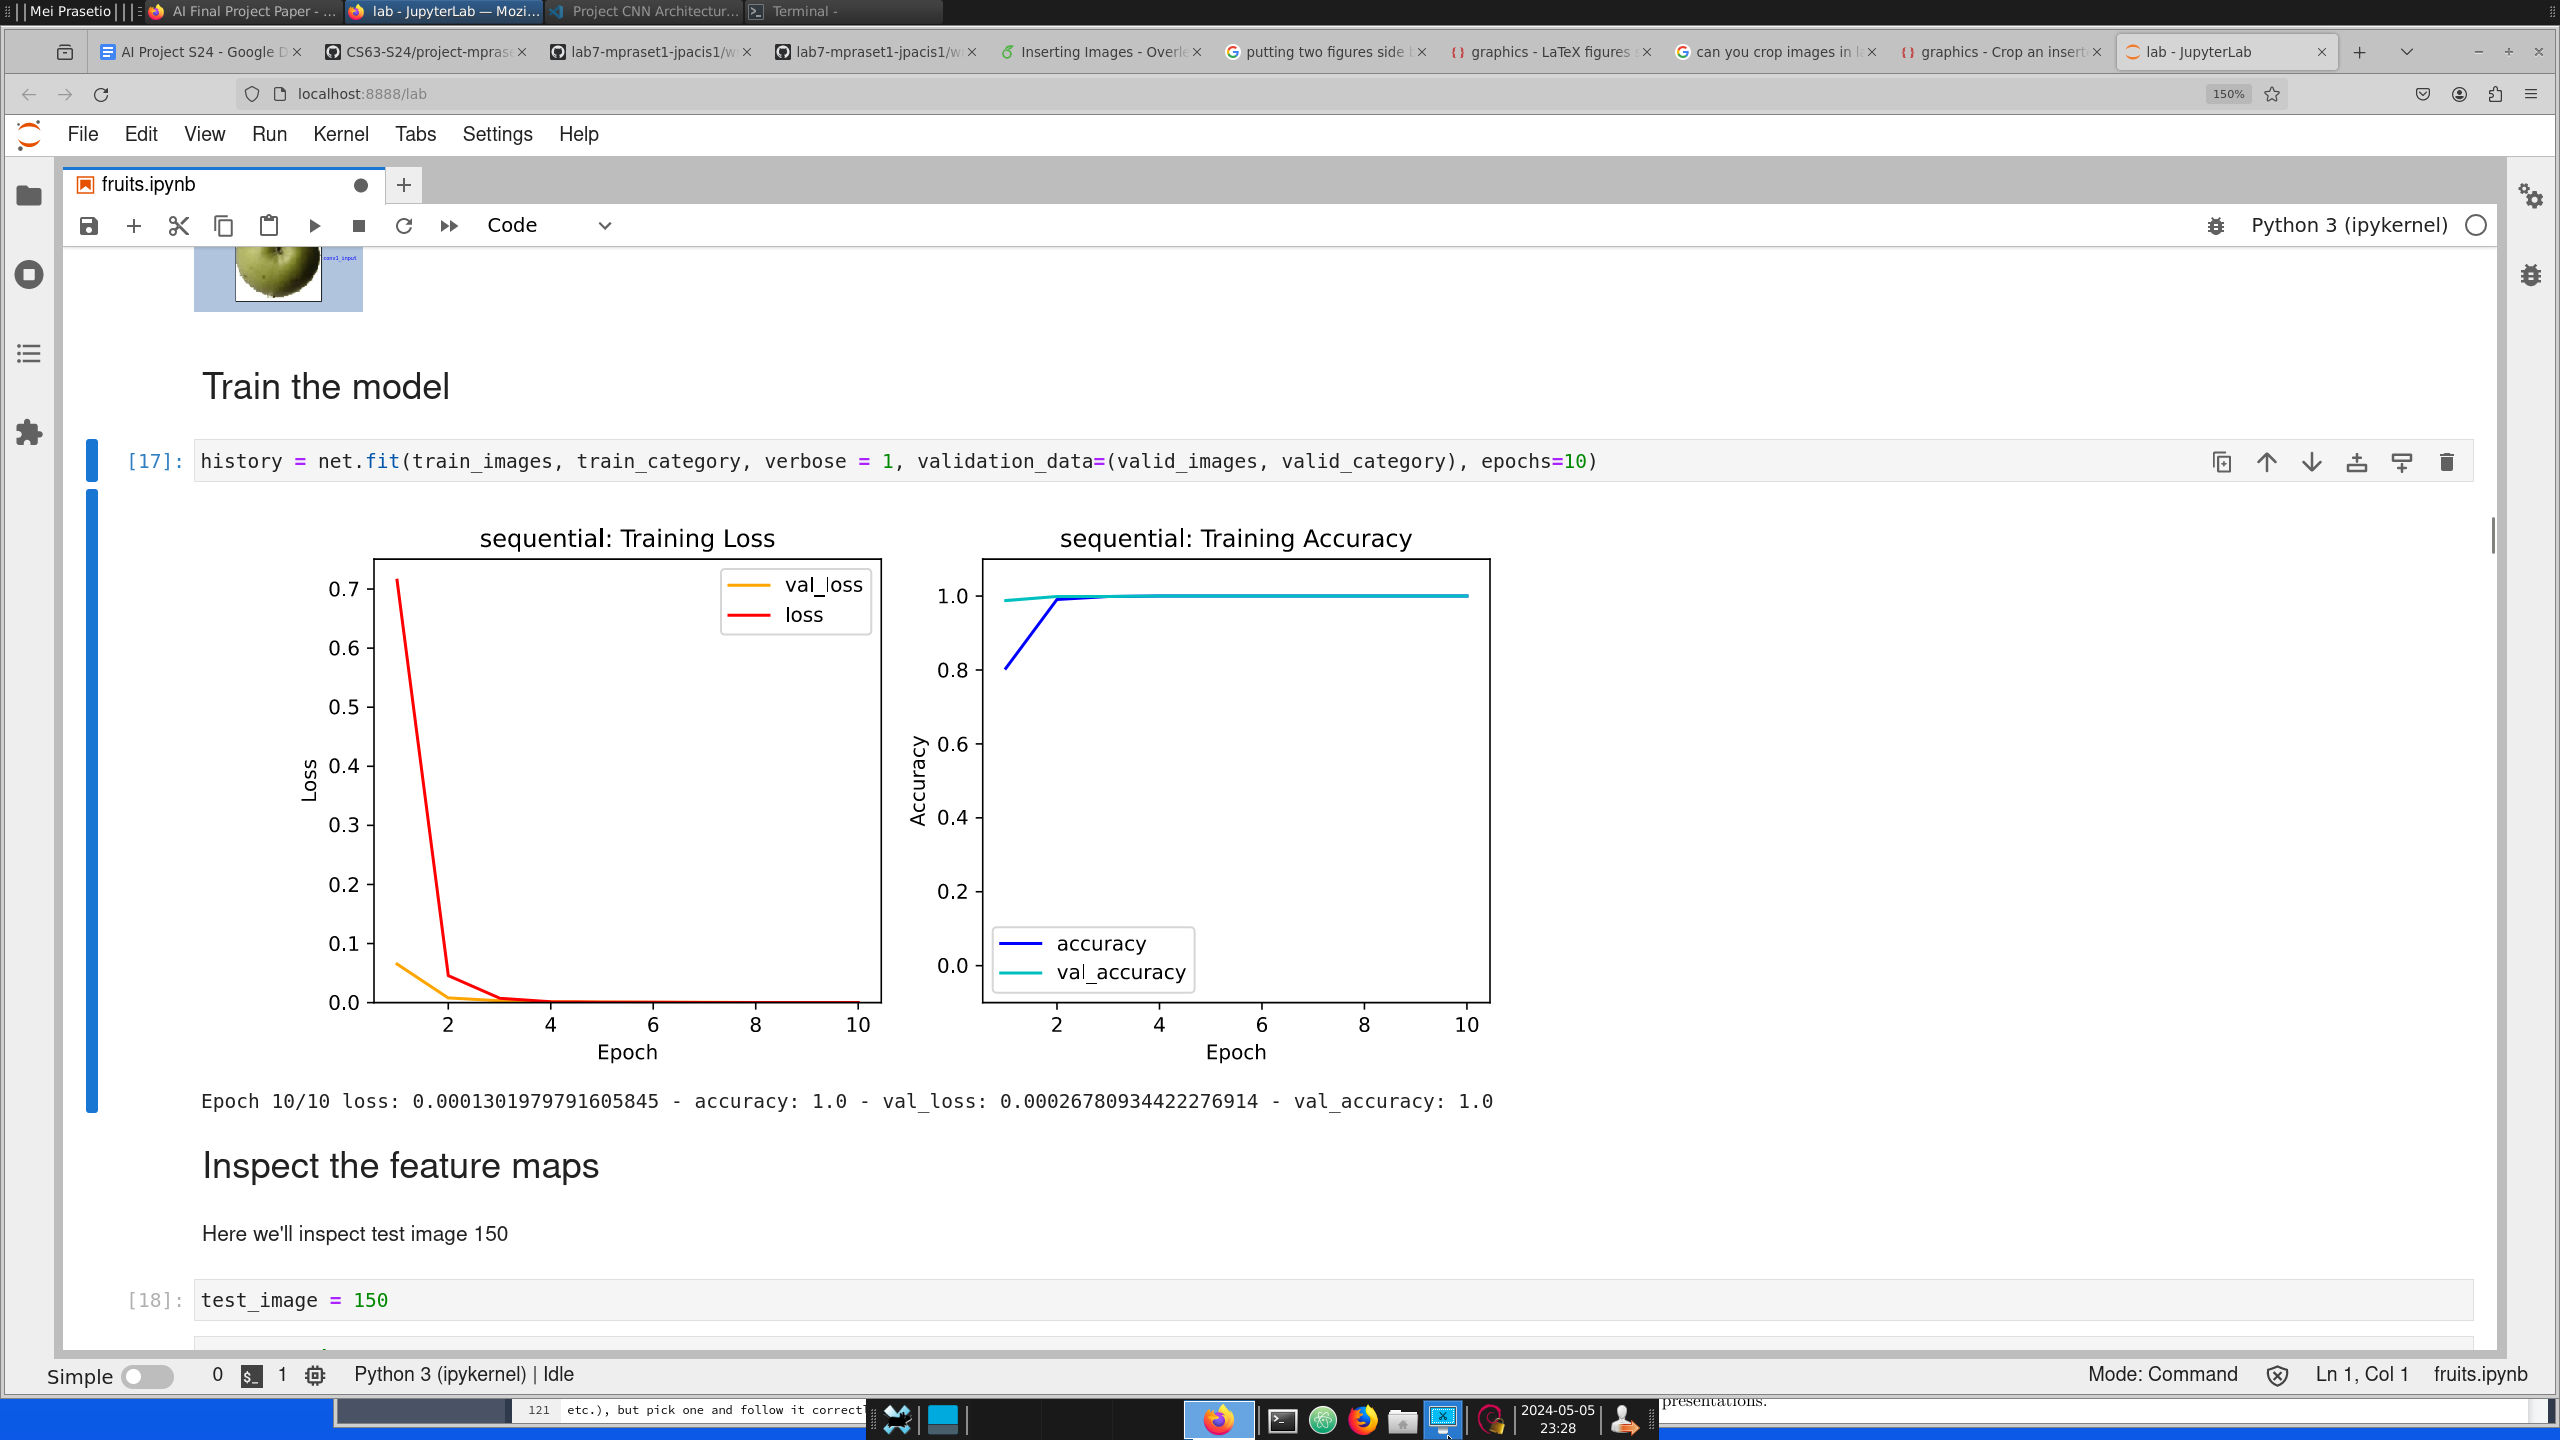 Mei Prasetio AI Final Project Paper - ... lab - JupyterLab — Mozi... Project CNN Architectur... Terminal -
AI Project S24 - Google D CS63-S24/project-mprase lab7-mpraset1-jpacis1/w lab7-mpraset1-jpacis1/w Inserting Images - Overle putting two figures side graphics - LaTeX figures can you crop images in graphics - Crop an insert lab - JupyterLab
localhost:8888/lab 150%
File Edit View Run Kernel Tabs Settings Help
fruits.ipynb
Code Python 3 (ipykernel)
conv1_input
Train the model
[17]: history = net.fit(train_images, train_category, verbose = 1, validation_data=(valid_images, valid_category), epochs=10)
sequential: Training Loss
val_loss
loss
0.7
0.6
0.5
0.4
0.3
0.2
0.1
0.0
Loss
2 4 6 8 10
Epoch
sequential: Training Accuracy
1.0
0.8
0.6
0.4
0.2
0.0
Accuracy
accuracy
val_accuracy
2 4 6 8 10
Epoch
Epoch 10/10 loss: 0.0001301979791605845 - accuracy: 1.0 - val_loss: 0.00026780934422276914 - val_accuracy: 1.0
Inspect the feature maps
Here we'll inspect test image 150
[18]: test_image = 150
Simple 0 1 Python 3 (ipykernel) | Idle Mode: Command Ln 1, Col 1 fruits.ipynb
121 etc.), but pick one and follow it correctl presentations.
2024-05-05
23:28